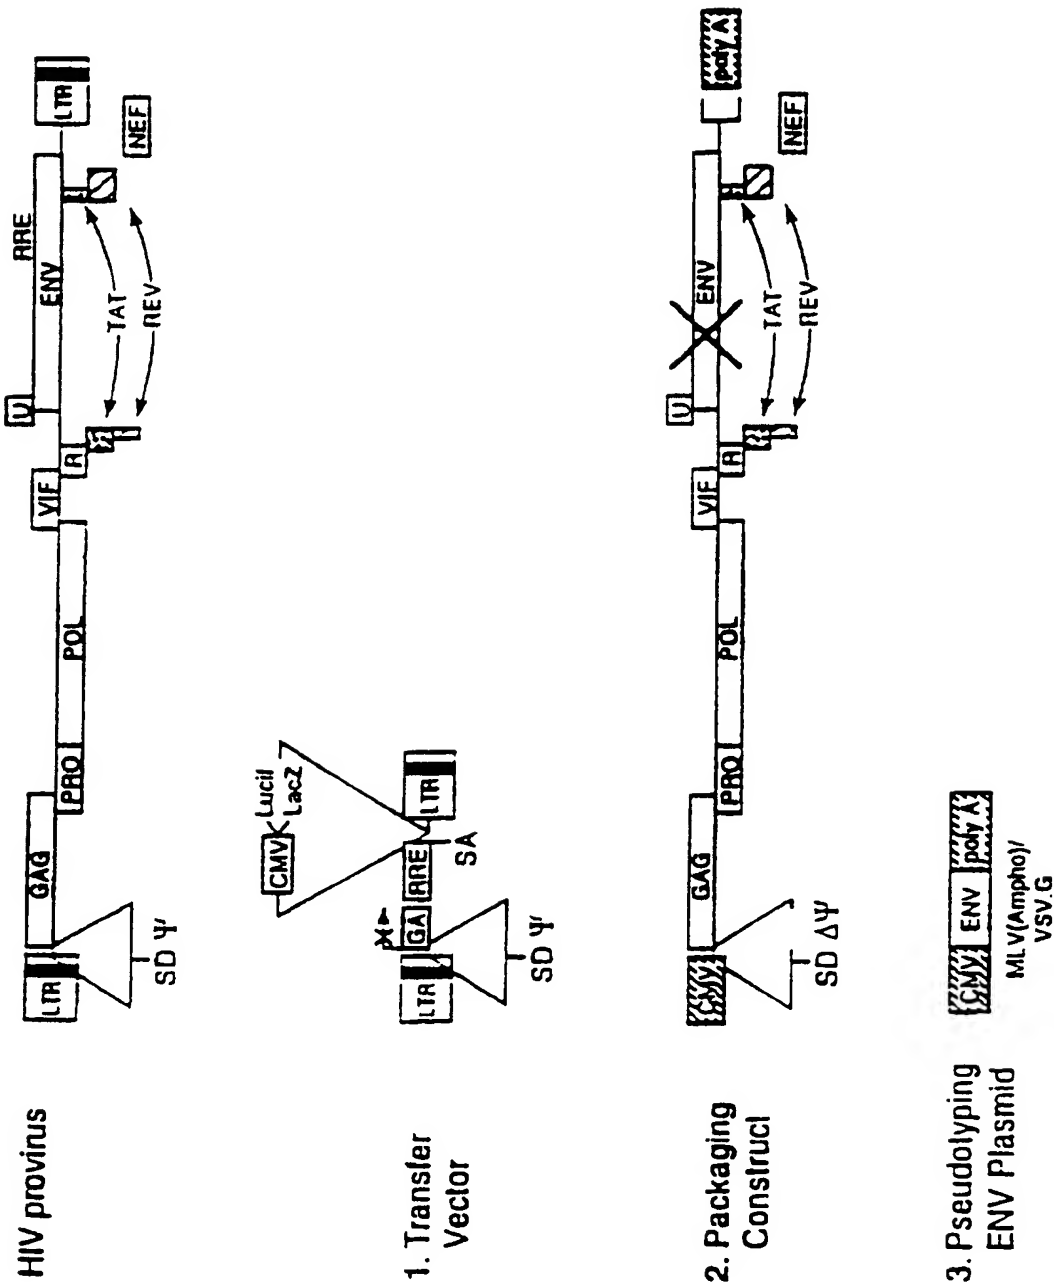 HIV provirus
LTR
GAG
PRO
POL
VIF
R
U
ENV
RRE
TAT
REV
NEF
LTR
SD Ψ
1. Transfer
Vector
LTR
GA
RRE
CMV
Lucif
LacZ
LTR
SA
SD Ψ
2. Packaging
Construct
CMV
GAG
PRO
POL
VIF
R
U
ENV
TAT
REV
NEF
poly A
SD ΔΨ
3. Pseudotyping
ENV Plasmid
CMV
ENV
poly A
MLV(Ampho)/
VSV.G